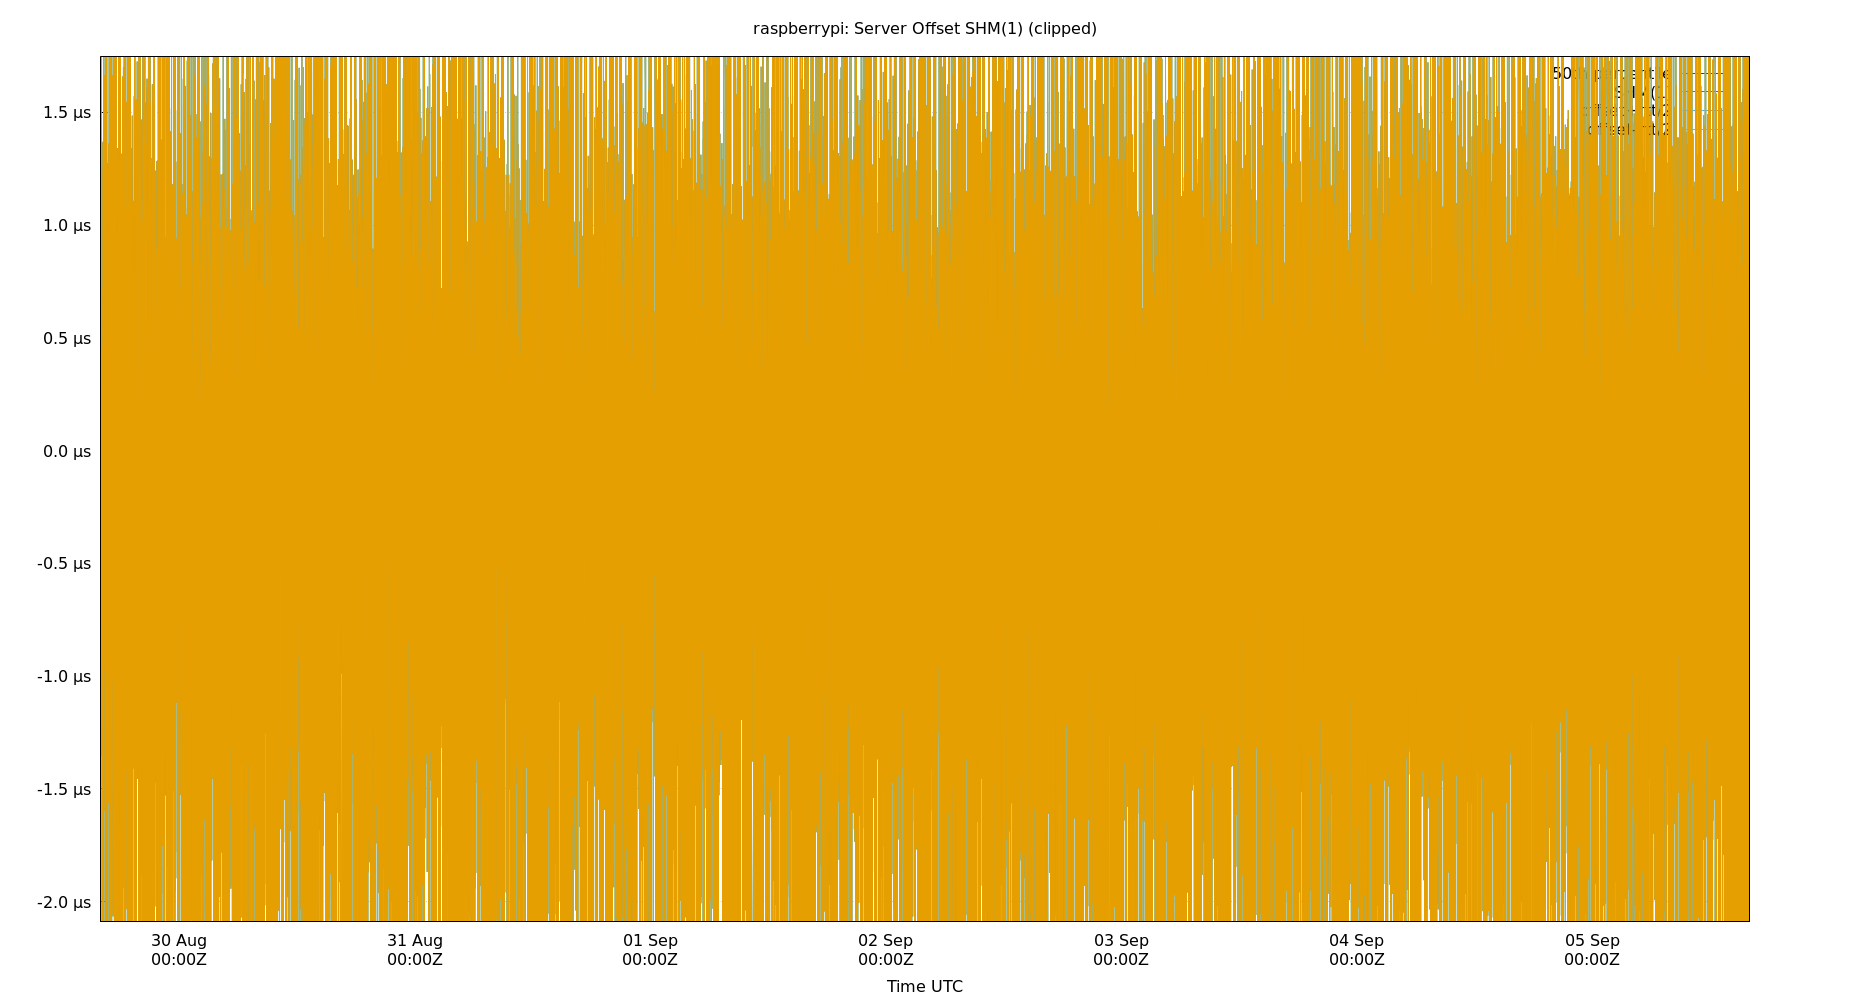 raspberrypi: Server Offset SHM(1) (clipped)
1.5 µs
1.0 µs
0.5 µs
0.0 µs
-0.5 µs
-1.0 µs
-1.5 µs
-2.0 µs
30 Aug 31 Aug 01 Sep 02 Sep 03 Sep 04 Sep 05 Sep
00:00Z 00:00Z 00:00Z 00:00Z 00:00Z 00:00Z 00:00Z
Time UTC